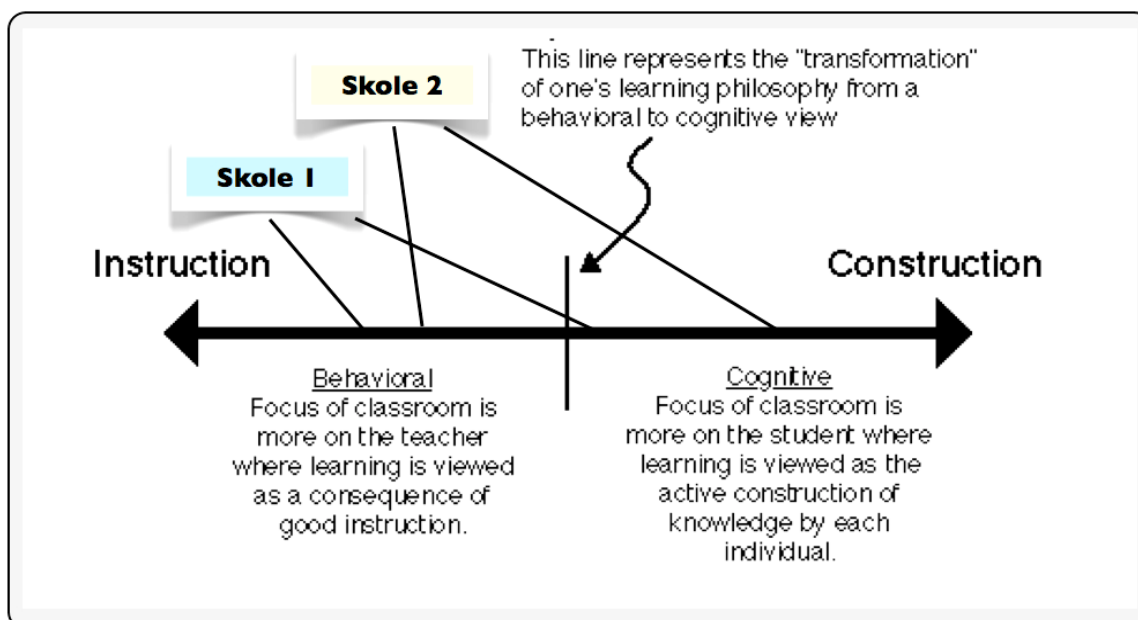 This line represents the "transformation"
of one's learning philosophy from a
behavioral to cognitive view
Skole 2
Skole 1
Instruction
Construction
Behavioral
Focus of classroom is
more on the teacher
where learning is viewed
as a consequence of
good instruction.
Cognitive
Focus of classroom is
more on the student where
learning is viewed as the
active construction of
knowledge by each
individual.